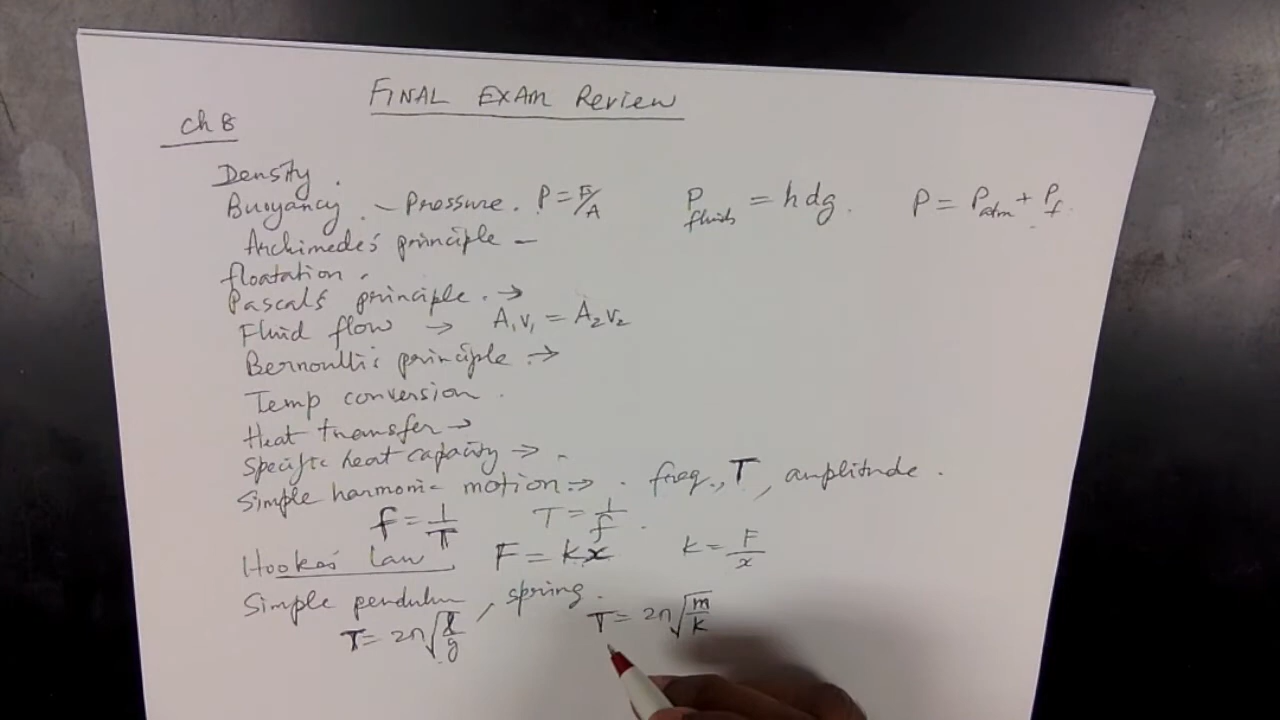 FINAL EXAM Review
Ch 8
Density.
Buoyancy. - Pressure. P = F/A P fluids = hdg. P = Patm + Pf.
Archimede's principle -
floatation.
Pascal's principle. →
Fluid flow → A₁v₁ = A₂v₂
Bernoulli's principle. →
Temp conversion.
Heat transfer →
Specific heat capacity → -
Simple harmonic motion → . freq., T, amplitude.
f = 1/T T = 1/f.
Hooke's law F = kx k = F/x
Simple pendulum, spring.
T = 2π√(l/g) T = 2π√(m/k)